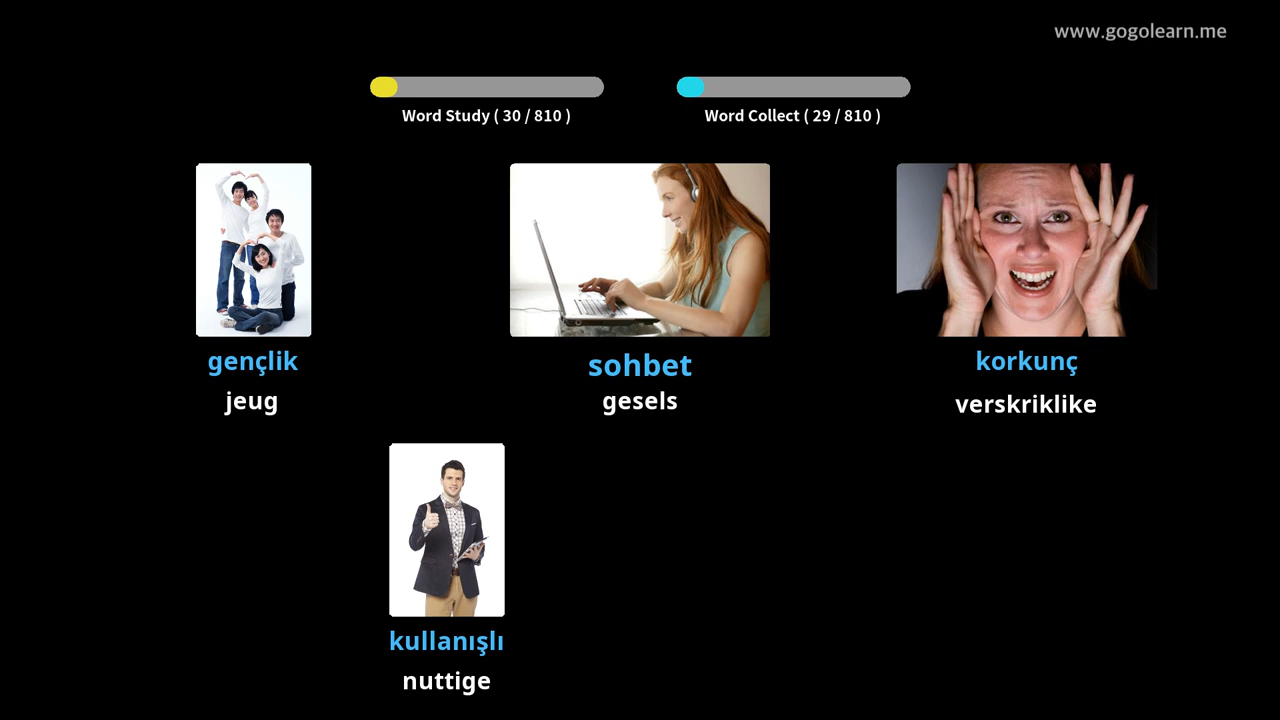 www.gogolearn.me
Word Study ( 30 / 810 )
Word Collect ( 29 / 810 )
gençlik
jeug
sohbet
gesels
korkunç
verskriklike
kullanışlı
nuttige